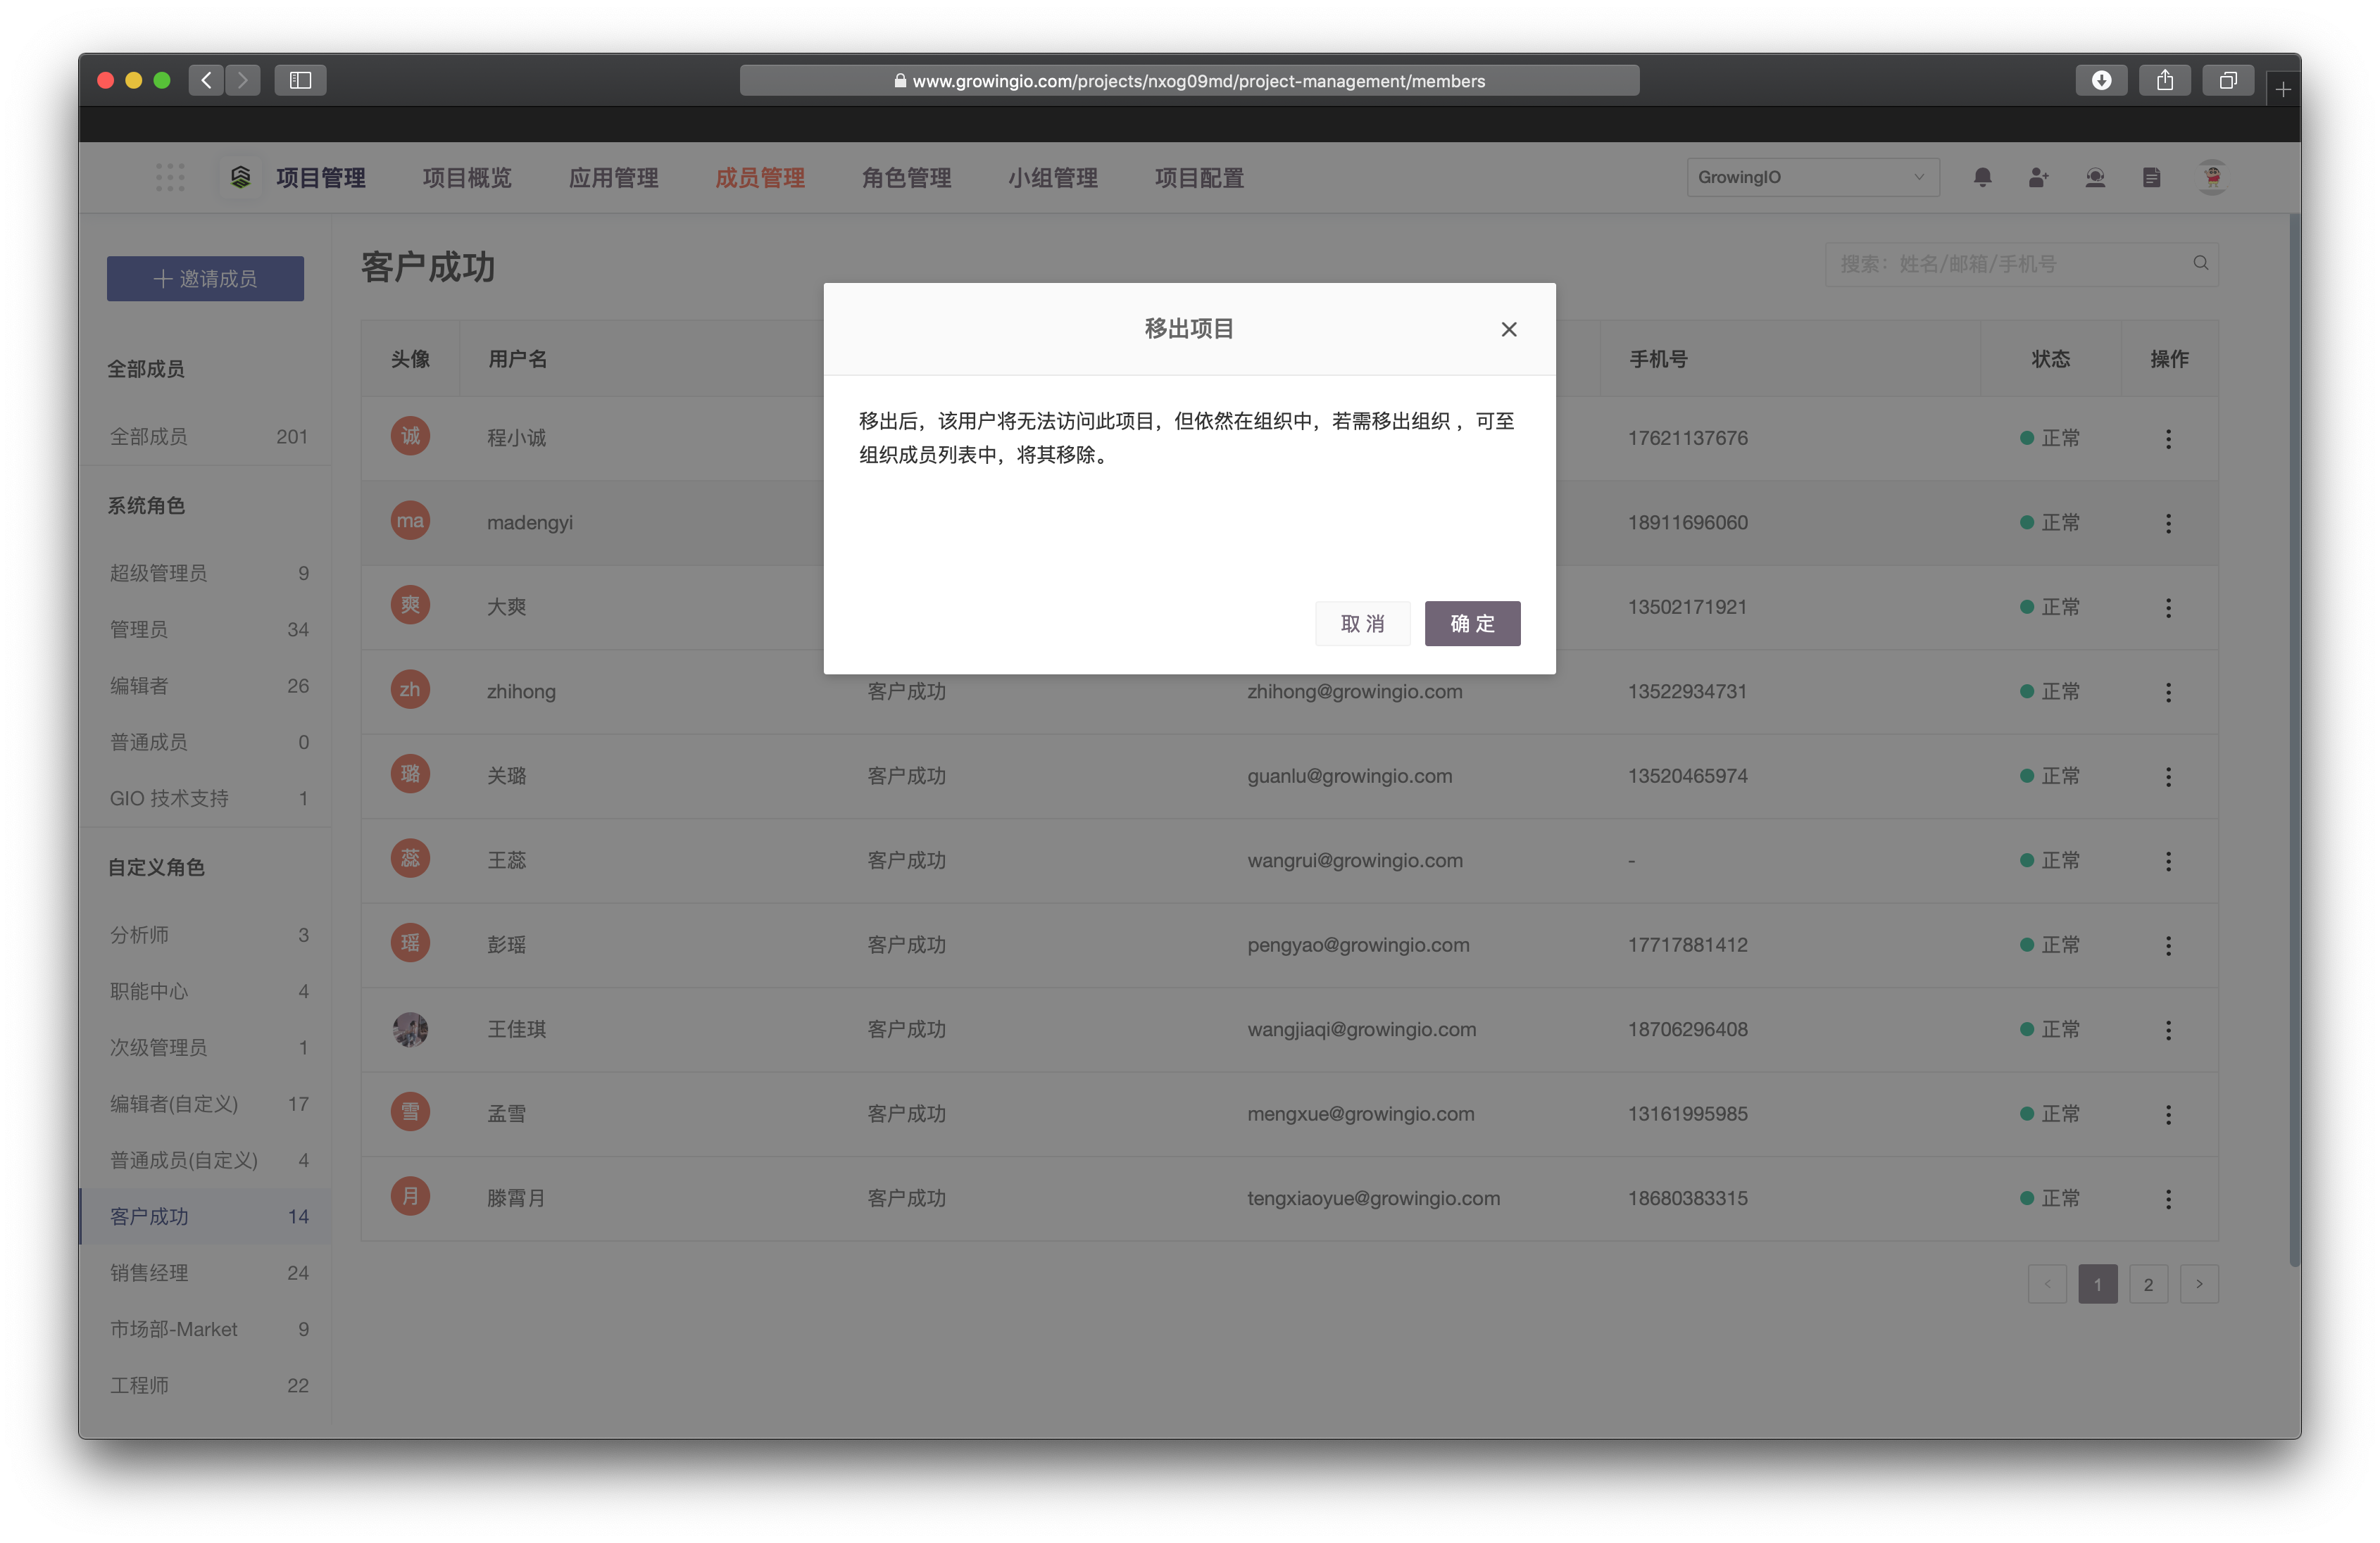 www.growingio.com/projects/nxog09md/project-management/members
项目管理 项目概览 应用管理 成员管理 角色管理 小组管理 项目配置 GrowingIO
邀请成员
全部成员
全部成员 201
系统角色
超级管理员 9
管理员 34
编辑者 26
普通成员 0
GIO 技术支持 1
自定义角色
分析师 3
职能中心 4
次级管理员 1
编辑者(自定义) 17
普通成员(自定义) 4
客户成功 14
销售经理 24
市场部-Market 9
工程师 22
客户成功
搜索：姓名/邮箱/手机号
头像 用户名 手机号 状态 操作
诚 程小诚 17621137676 正常
ma madengyi 18911696060 正常
爽 大爽 13502171921 正常
zh zhihong 客户成功 zhihong@growingio.com 13522934731 正常
璐 关璐 客户成功 guanlu@growingio.com 13520465974 正常
蕊 王蕊 客户成功 wangrui@growingio.com - 正常
瑶 彭瑶 客户成功 pengyao@growingio.com 17717881412 正常
王佳琪 客户成功 wangjiaqi@growingio.com 18706296408 正常
雪 孟雪 客户成功 mengxue@growingio.com 13161995985 正常
月 滕霄月 客户成功 tengxiaoyue@growingio.com 18680383315 正常
1 2
移出项目
移出后，该用户将无法访问此项目，但依然在组织中，若需移出组织 ，可至
组织成员列表中，将其移除。
取 消 确 定